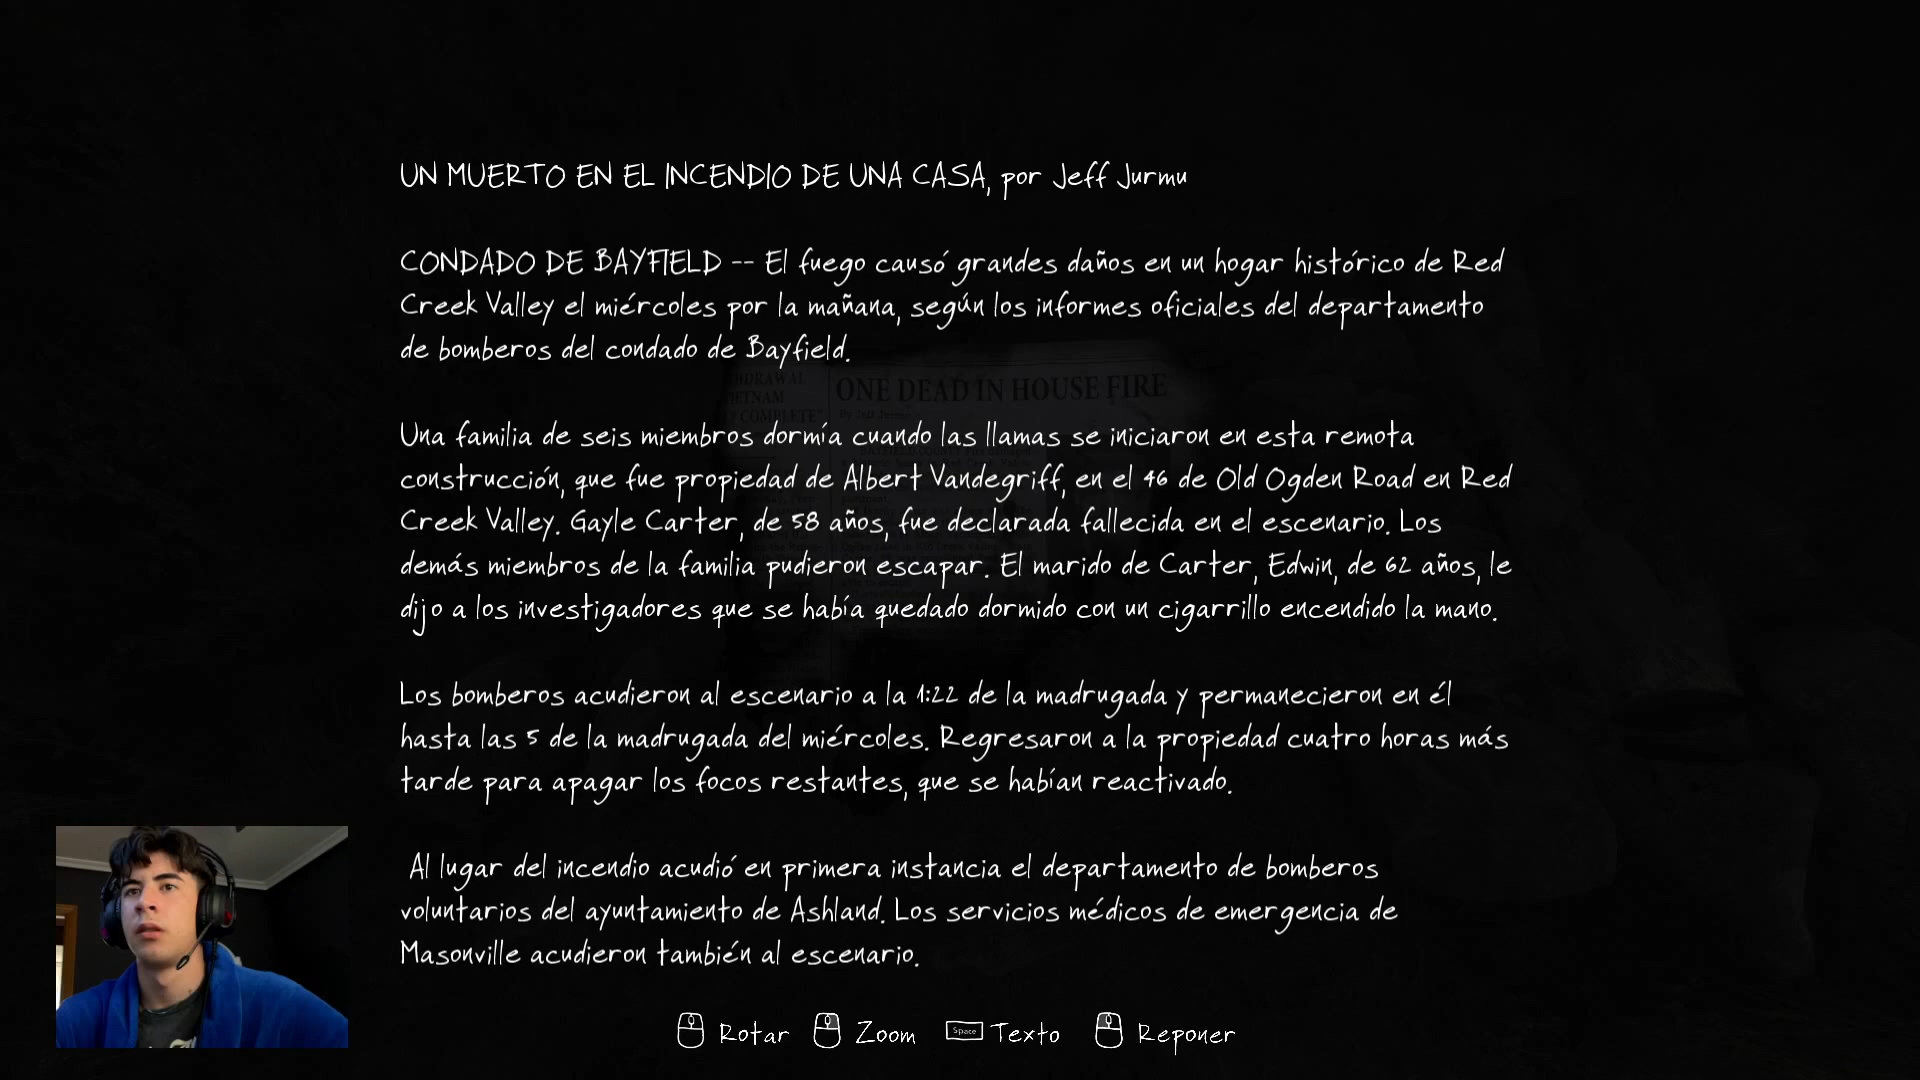 UN MUERTO EN EL INCENDIO DE UNA CASA, por Jeff Jurmu
CONDADO DE BAYFIELD -- El fuego causó grandes daños en un hogar histórico de Red
Creek Valley el miércoles por la mañana, según los informes oficiales del departamento
de bomberos del condado de Bayfield.
ONE DEAD IN HOUSE FIRE
Una familia de seis miembros dormía cuando las llamas se iniciaron en esta remota
construcción, que fue propiedad de Albert Vandegriff, en el 46 de Old Ogden Road en Red
Creek Valley. Gayle Carter, de 58 años, fue declarada fallecida en el escenario. Los
demás miembros de la familia pudieron escapar. El marido de Carter, Edwin, de 62 años, le
dijo a los investigadores que se había quedado dormido con un cigarrillo encendido la mano.
Los bomberos acudieron al escenario a la 1:22 de la madrugada y permanecieron en él
hasta las 5 de la madrugada del miércoles. Regresaron a la propiedad cuatro horas más
tarde para apagar los focos restantes, que se habían reactivado.
Al lugar del incendio acudió en primera instancia el departamento de bomberos
voluntarios del ayuntamiento de Ashland. Los servicios médicos de emergencia de
Masonville acudieron también al escenario.
Rotar Zoom Space Texto Reponer